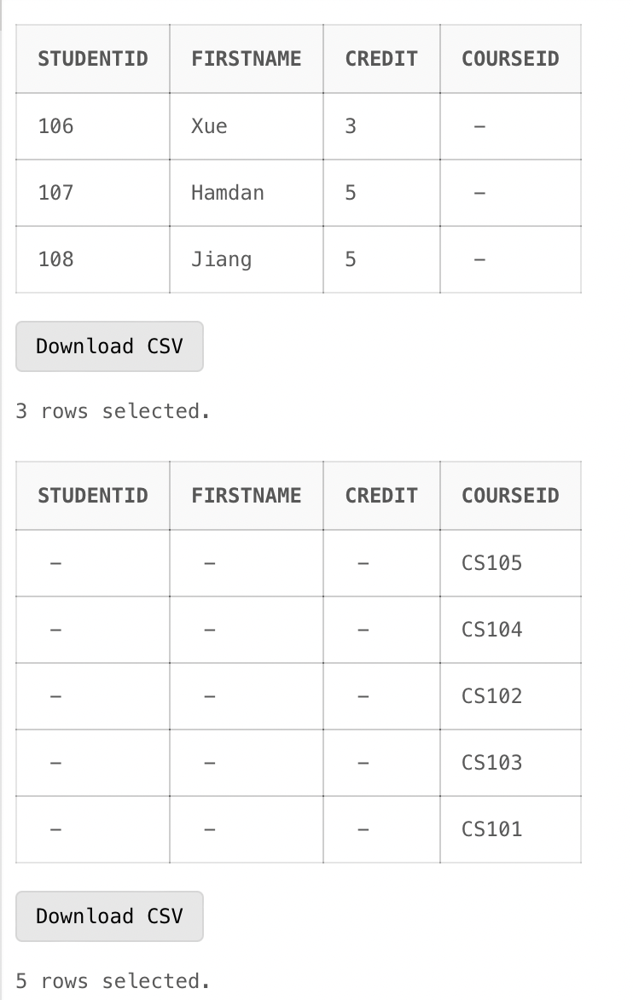 STUDENTID FIRSTNAME CREDIT COURSEID
106 Xue 3 -
107 Hamdan 5 -
108 Jiang 5 -
Download CSV
3 rows selected.
STUDENTID FIRSTNAME CREDIT COURSEID
- - - CS105
- - - CS104
- - - CS102
- - - CS103
- - - CS101
Download CSV
5 rows selected.